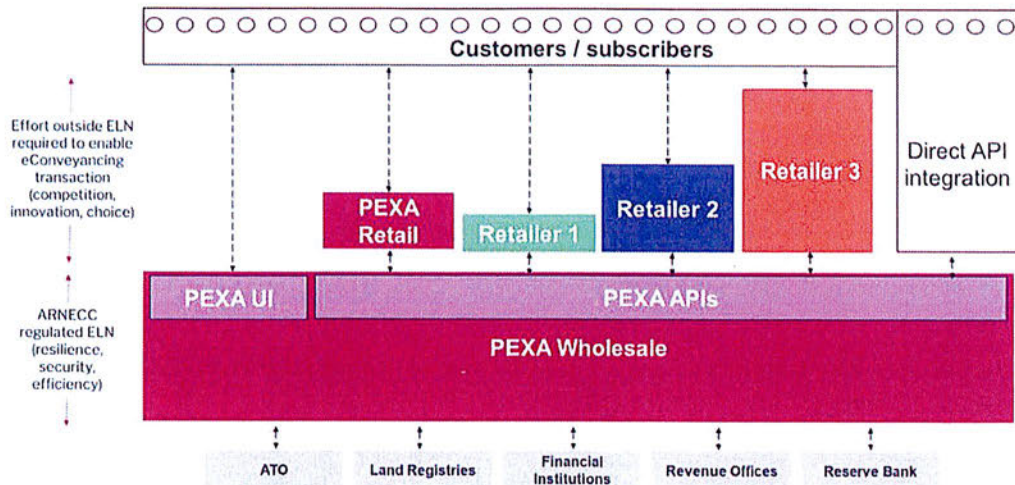 Customers / subscribers
Effort outside ELN
required to enable
eConveyancing
transaction
(competition,
innovation, choice)
Direct API
integration
PEXA
Retail
Retailer 1
Retailer 2
Retailer 3
ARNECC
regulated ELN
(resilience,
security,
efficiency)
PEXA UI
PEXA APIs
PEXA Wholesale
ATO
Land Registries
Financial
Institutions
Revenue Offices
Reserve Bank